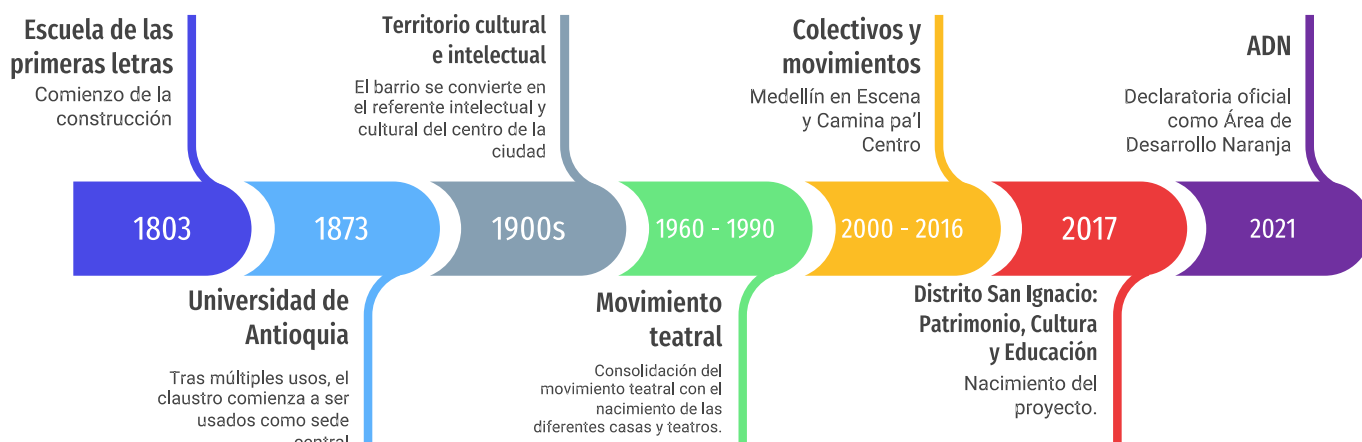 Escuela de las
primeras letras
Comienzo de la
construcción
Territorio cultural
e intelectual
El barrio se convierte en
el referente intelectual y
cultural del centro de la
ciudad
Colectivos y
movimientos
Medellín en Escena
y Camina pa'l
Centro
ADN
Declaratoria oficial
como Área de
Desarrollo Naranja
1803
1873
1900s
1960 - 1990
2000 - 2016
2017
2021
Universidad de
Antioquia
Tras múltiples usos, el
claustro comienza a ser
usados como sede
central
Movimiento
teatral
Consolidación del
movimiento teatral con el
nacimiento de las
diferentes casas y teatros.
Distrito San Ignacio:
Patrimonio, Cultura
y Educación
Nacimiento del
proyecto.